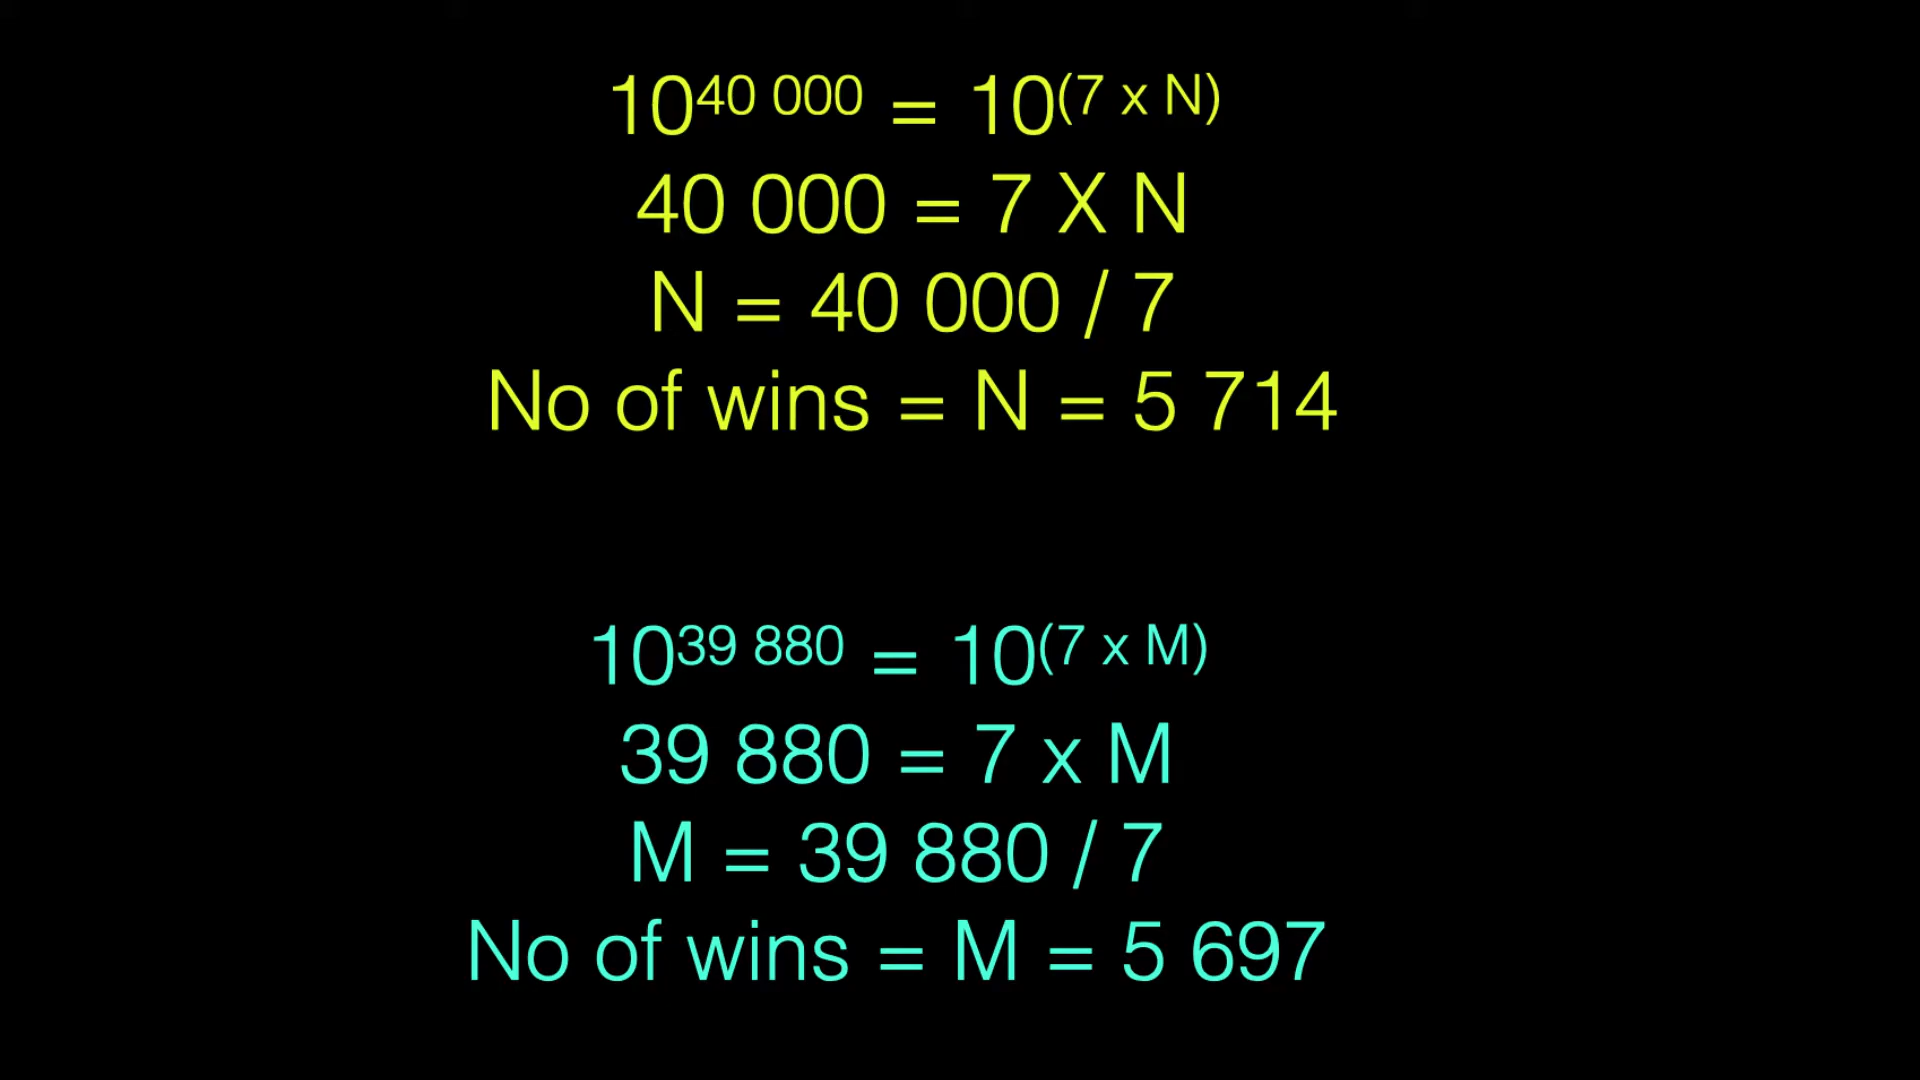 10^40 000 = 10^(7 x N)
40 000 = 7 X N
N = 40 000 / 7
No of wins = N = 5 714
10^39 880 = 10^(7 x M)
39 880 = 7 x M
M = 39 880 / 7
No of wins = M = 5 697